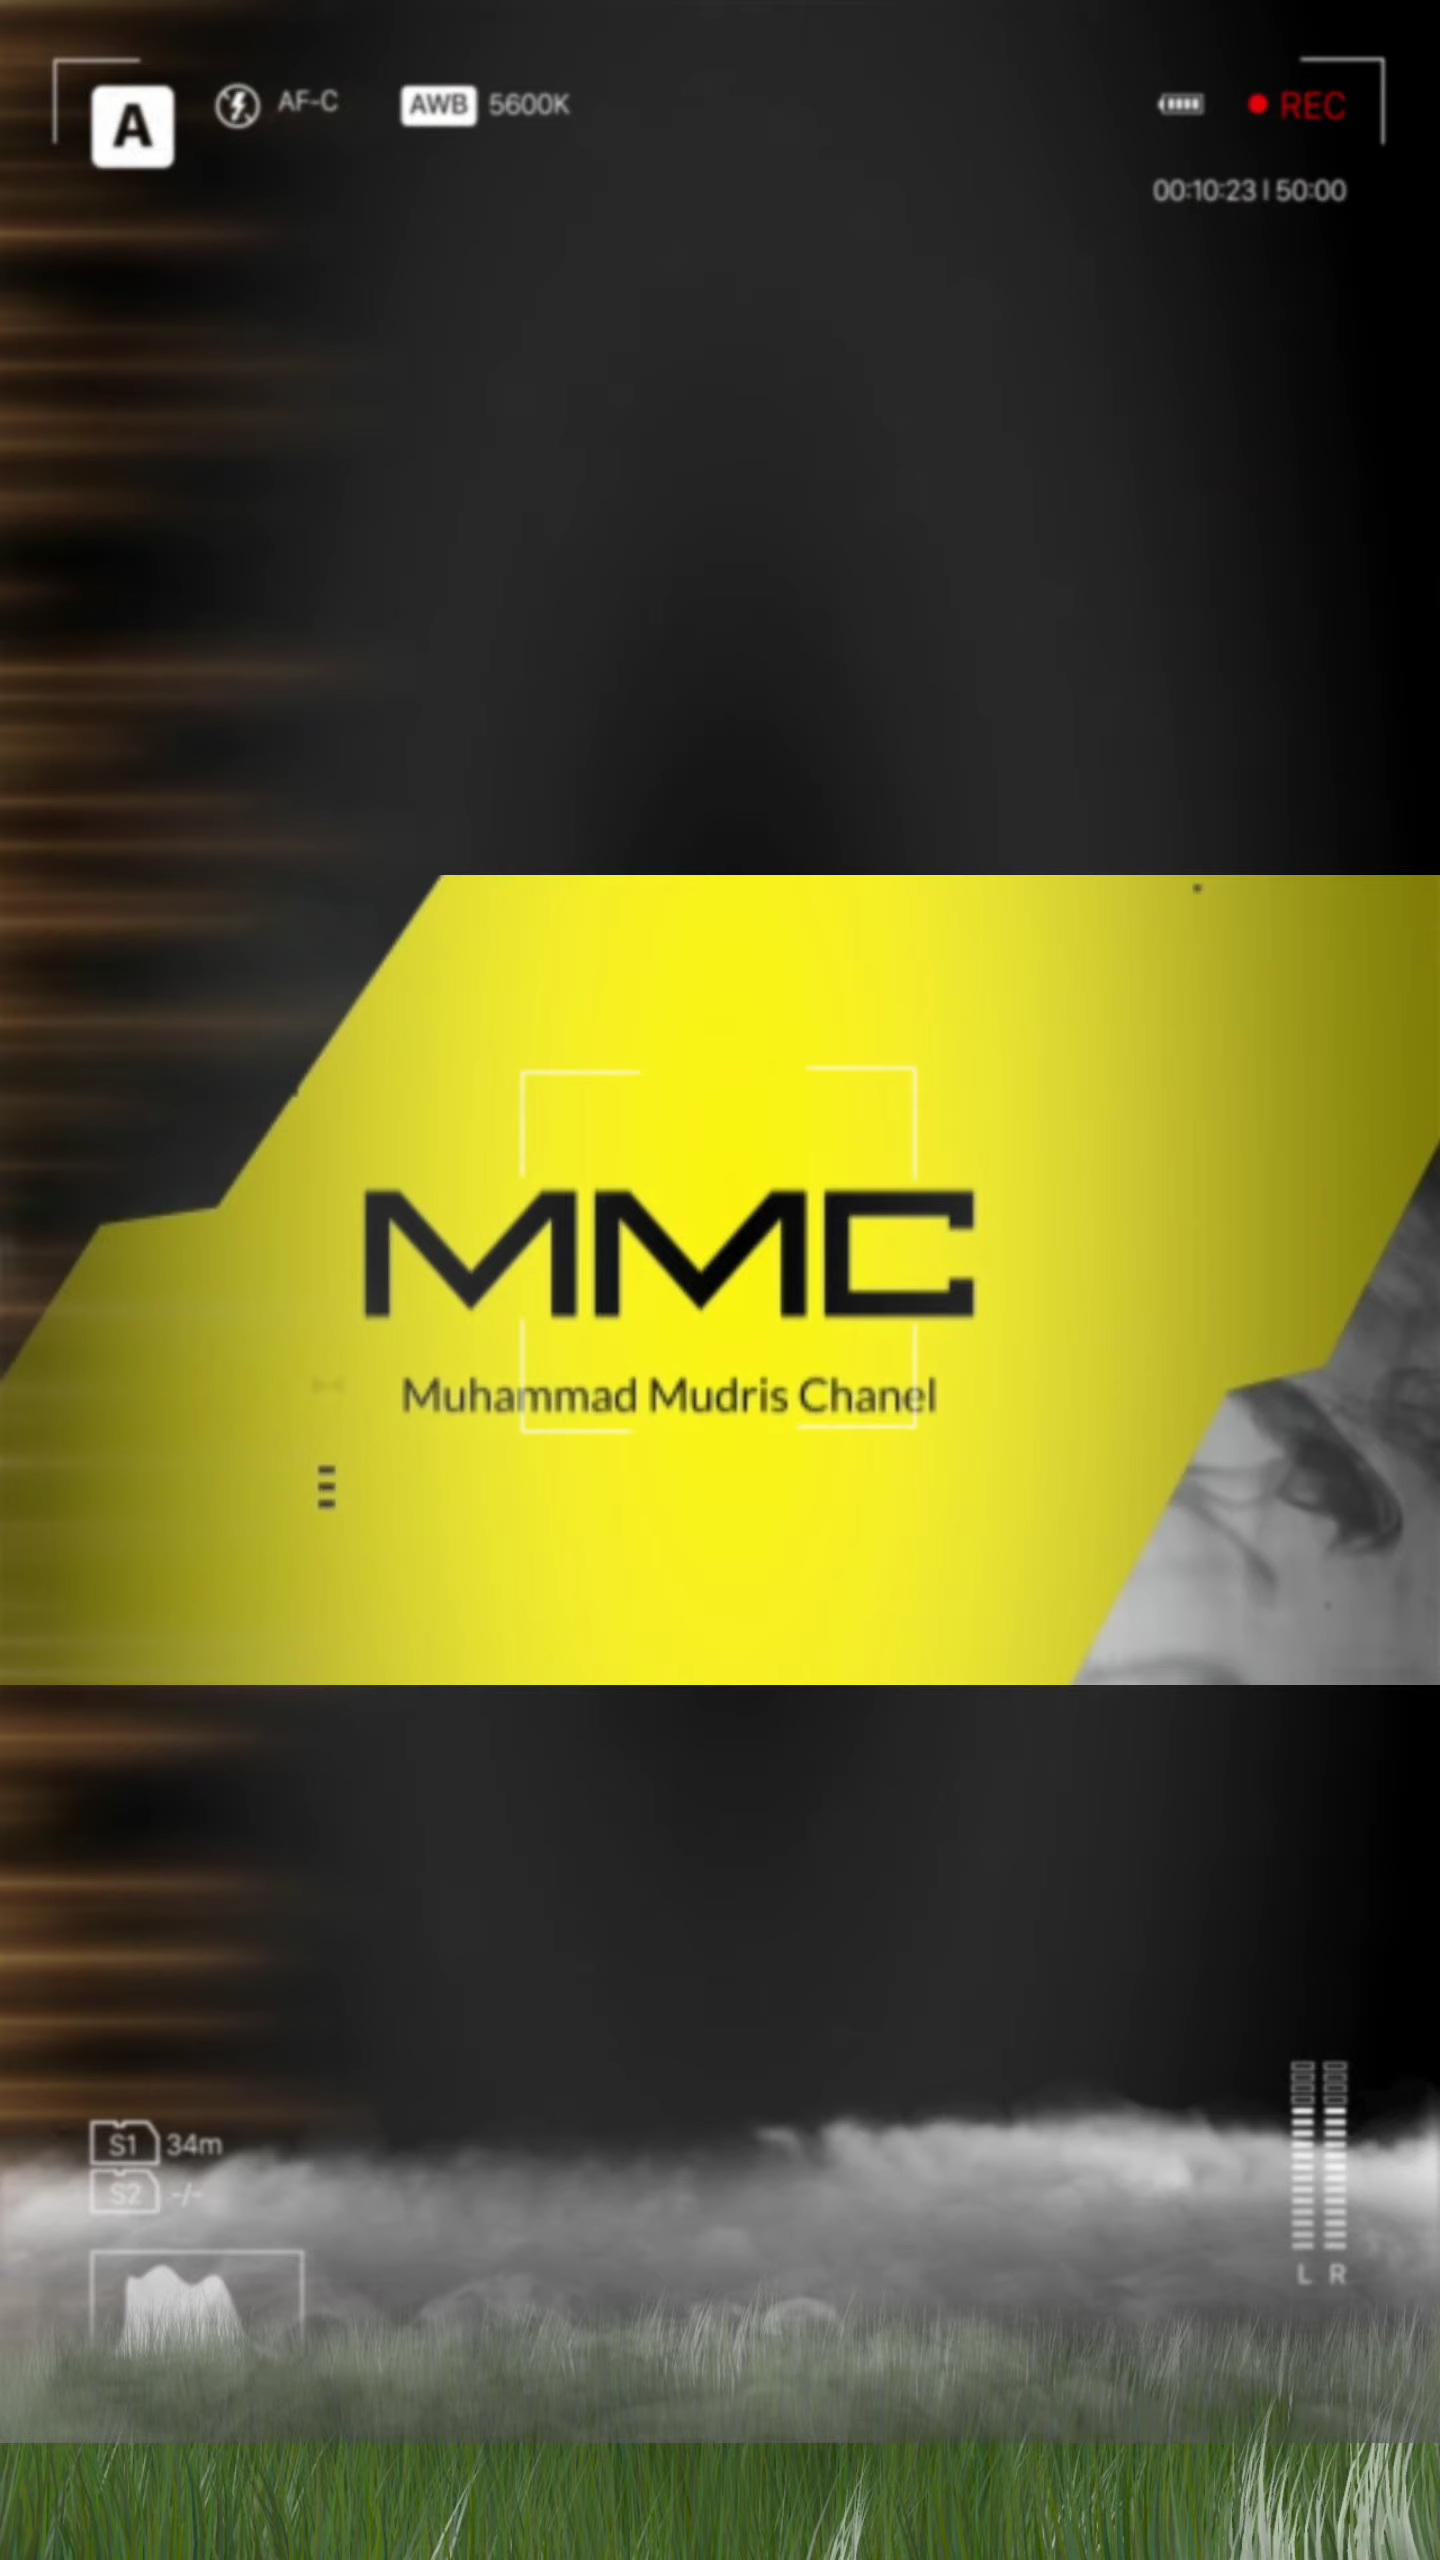 A AF-C AWB 5600K REC
00:10:23 | 50:00
MMC
Muhammad Mudris Chanel
S1 34m
S2 -/-
L R